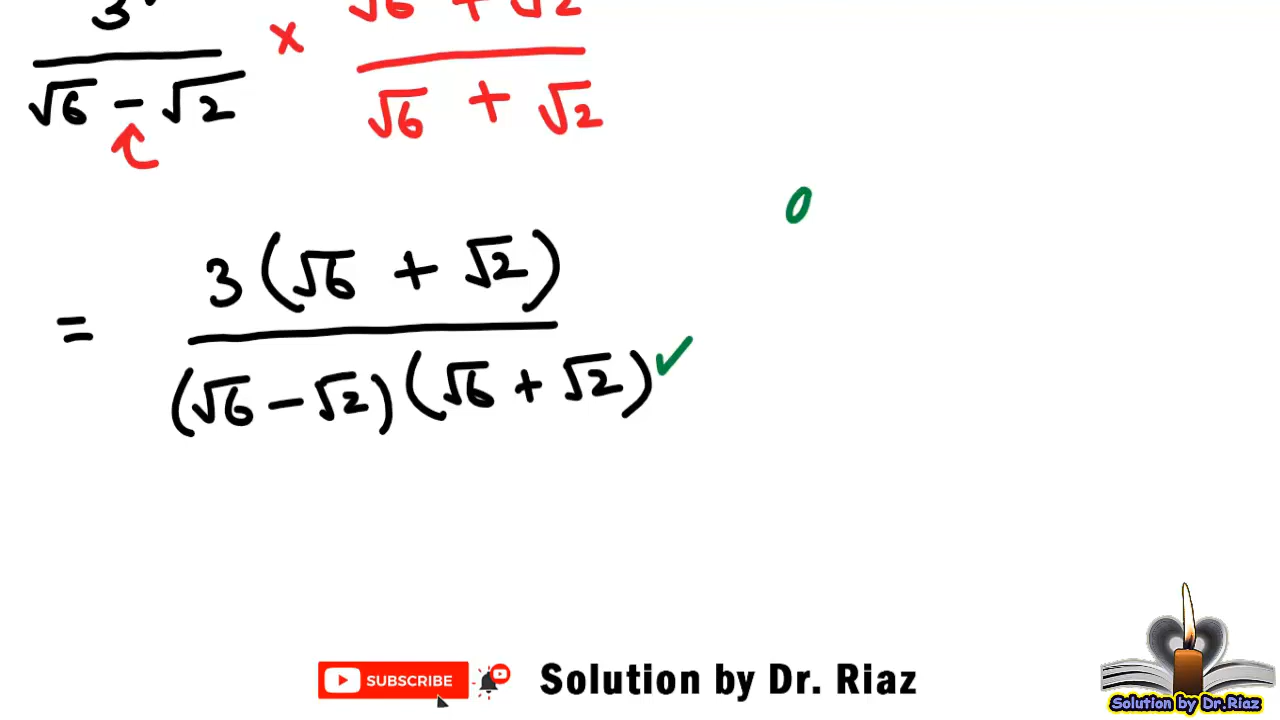 3 √6 + √2
√6 − √2 × √6 + √2
0
= 3 (√6 + √2)
(√6 − √2) (√6 + √2) ✓
SUBSCRIBE Solution by Dr. Riaz
Solution by Dr.Riaz